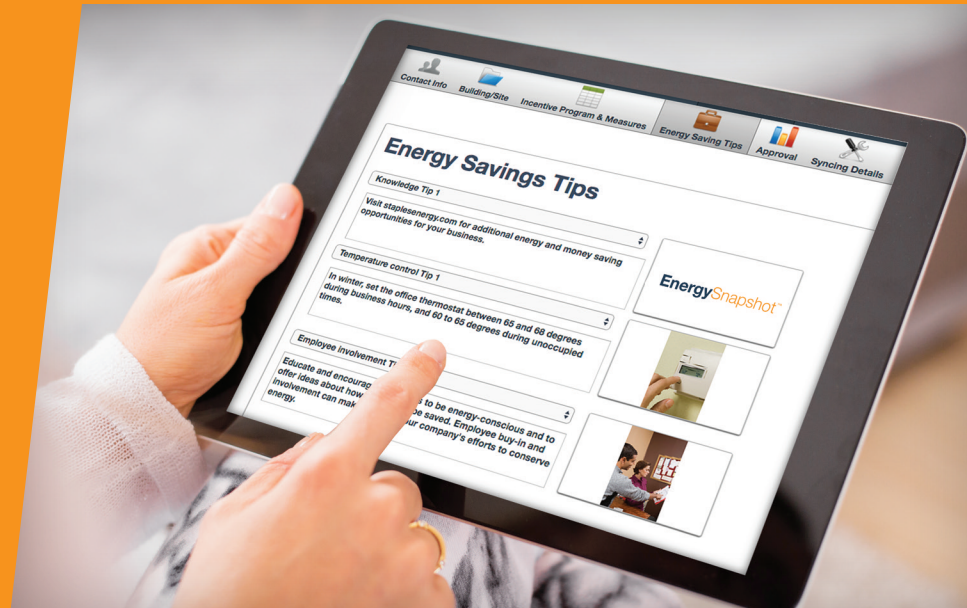 Contact Info
Building/Site
Incentive Program & Measures
Energy Saving Tips
Approval
Syncing Details
Energy Savings Tips
Knowledge Tip 1
Visit staplesenergy.com for additional energy and money saving
opportunities for your business.
EnergySnapshot™
Temperature control Tip 1
In winter, set the office thermostat between 65 and 68 degrees
during business hours, and 60 to 65 degrees during unoccupied
times.
Employee involvement
Educate and encourag s to be energy-conscious and to
offer ideas about how be saved. Employee buy-in and
involvement can mak ur company's efforts to conserve
energy.